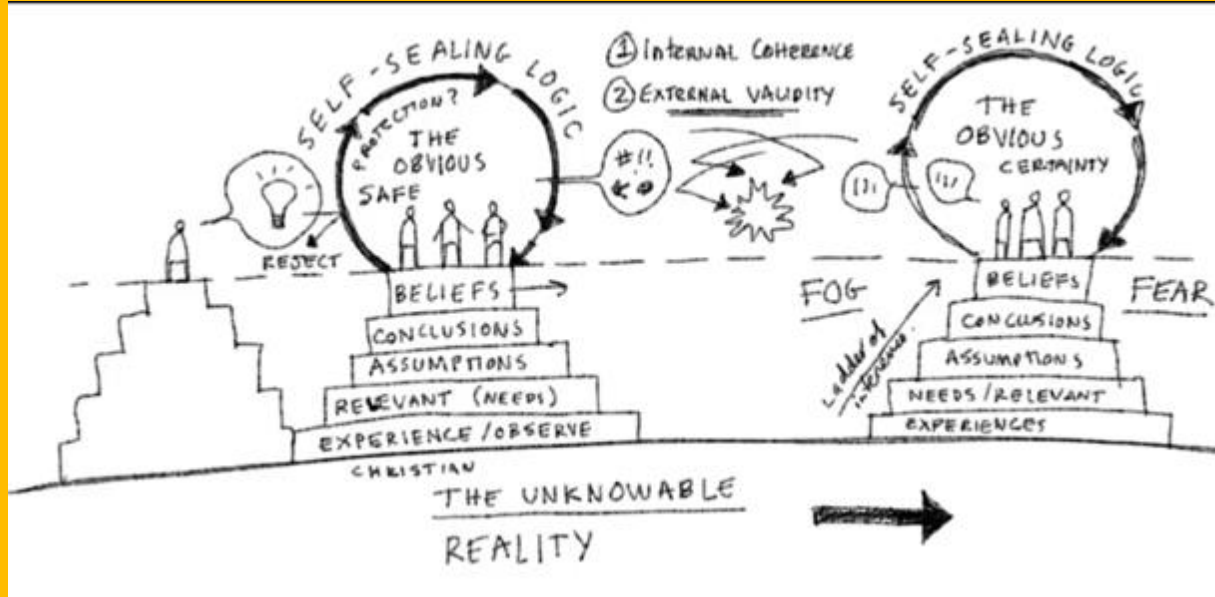 SELF-SEALING LOGIC
PROTECTION?
THE
OBVIOUS
SAFE
REJECT
#!!
① INTERNAL COHERENCE
② EXTERNAL VALIDITY
SELF-SEALING LOGIC
THE
OBVIOUS
CERTAINTY
BELIEFS
CONCLUSIONS
ASSUMPTIONS
RELEVANT (NEEDS)
EXPERIENCE/OBSERVE
CHRISTIAN
FOG
Ladder of
inference.
BELIEFS
CONCLUSIONS
ASSUMPTIONS
NEEDS/RELEVANT
EXPERIENCES
FEAR
THE UNKNOWABLE
REALITY